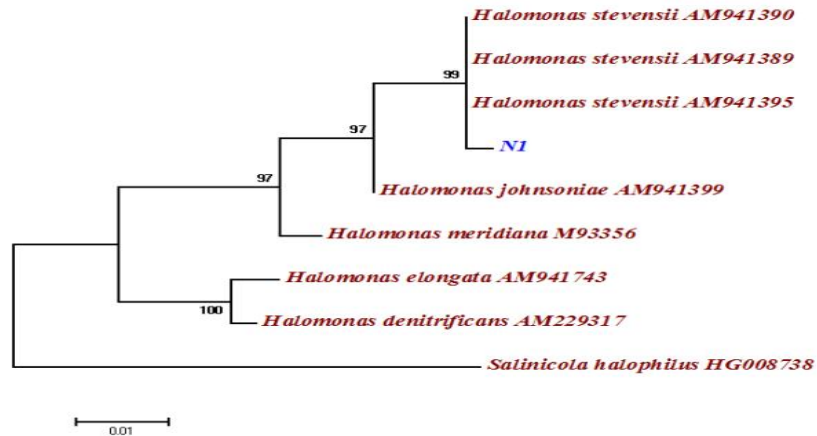 Halomonas stevensii AM941390
Halomonas stevensii AM941389
99
Halomonas stevensii AM941395
97
N1
97
Halomonas johnsoniae AM941399
Halomonas meridiana M93356
Halomonas elongata AM941743
100
Halomonas denitrificans AM229317
Salinicola halophilus HG008738
0.01